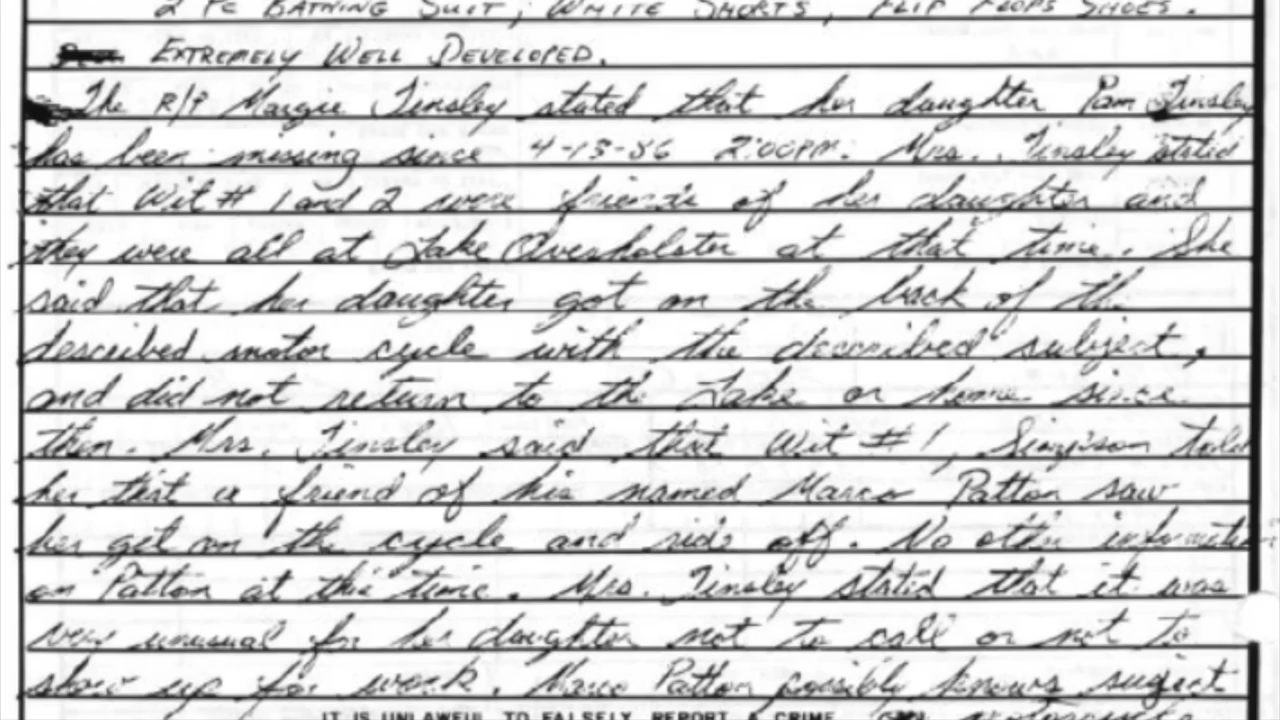 2 PC BATHING SUIT, WHITE SHORTS, FLIP FLOPS SHOES.
EXTREMELY WELL DEVELOPED.
The R/P Margie Tinsley stated that her daughter Pam Tinsley
has been missing since 4-13-86 2:00PM. Mrs. Tinsley stated
that Wit # 1 and 2 were friends of her daughter and
they were all at Lake Overholster at that time. She
said that her daughter got on the back of the
described motor cycle with the described subject,
and did not return to the Lake or home since
then. Mrs. Tinsley said that Wit #1, told
her that a friend of his named Marco Patton saw
her get on the cycle and ride off. No other information
on Patton at this time. Mrs. Tinsley stated that it was
very unusual for her daughter not to call or not to
show up for work. Marco Patton possibly knows suject
IT IS UNLAWFUL TO FALSELY REPORT A CRIME